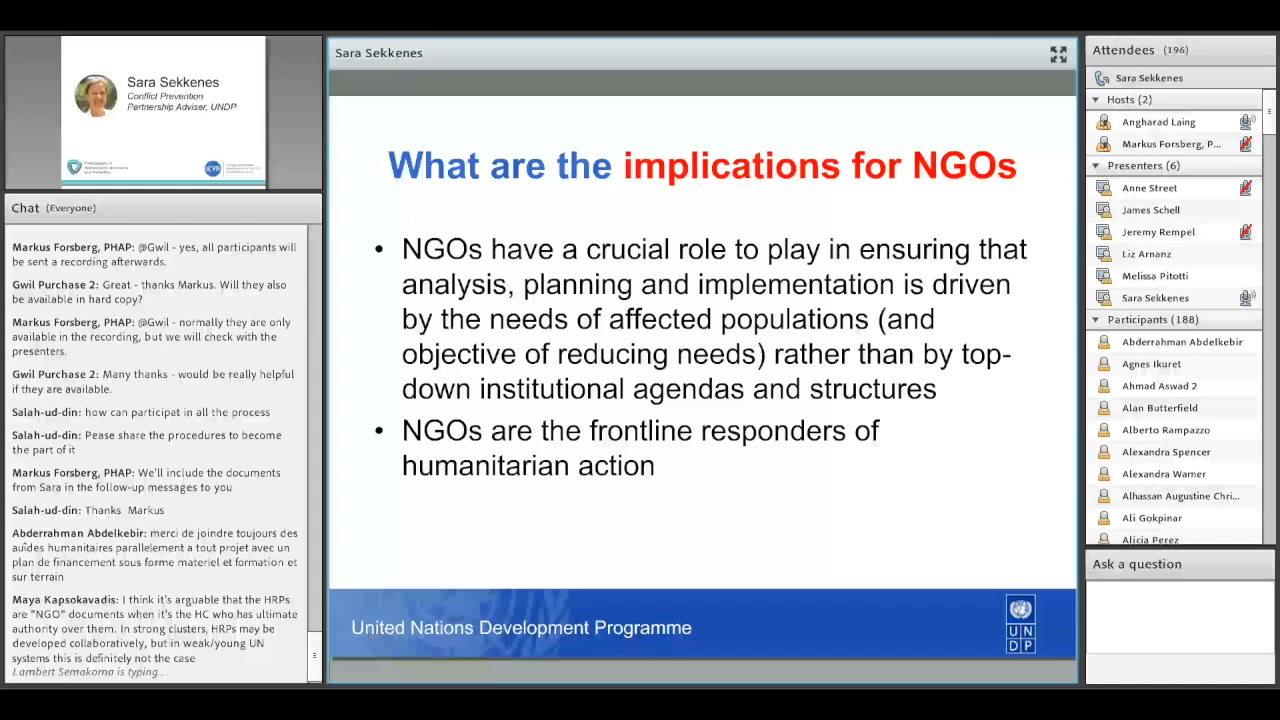 Sara Sekkenes
Conflict Prevention
Partnership Adviser, UNDP
ICVA
Chat (Everyone)
Markus Forsberg, PHAP: @Gwil - yes, all participants will
be sent a recording afterwards.
Gwil Purchase 2: Great - thanks Markus. Will they also
be available in hard copy?
Markus Forsberg, PHAP: @Gwil - normally they are only
available in the recording, but we will check with the
presenters.
Gwil Purchase 2: Many thanks - would be really helpful
if they are available.
Salah-ud-din: how can participat in all the process
Salah-ud-din: Pease share the procedures to become
the part of it
Markus Forsberg, PHAP: We'll include the documents
from Sara in the follow-up messages to you
Salah-ud-din: Thanks Markus
Abderrahman Abdelkebir: merci de joindre toujours des
auîdes humanitaires parallelement a tout projet avec un
plan de financement sous forme materiel et formation et
sur terrain
Maya Kapsokavadis: I think it's arguable that the HRPs
are "NGO" documents when it's the HC who has ultimate
authority over them. In strong clusters, HRPs may be
developed collaboratively, but in weak/young UN
systems this is definitely not the case
Lambert Semakoma is typing...
Sara Sekkenes
What are the implications for NGOs
• NGOs have a crucial role to play in ensuring that
analysis, planning and implementation is driven
by the needs of affected populations (and
objective of reducing needs) rather than by top-
down institutional agendas and structures
• NGOs are the frontline responders of
humanitarian action
United Nations Development Programme
U N
D P
Attendees (196)
Sara Sekkenes
Hosts (2)
Angharad Laing
Markus Forsberg, P...
Presenters (6)
Anne Street
James Schell
Jeremy Rempel
Liz Arnanz
Melissa Pitotti
Sara Sekkenes
Participants (188)
Abderrahman Abdelkebir
Agnes Ikuret
Ahmad Aswad 2
Alan Butterfield
Alberto Rampazzo
Alexandra Spencer
Alexandra Warner
Alhassan Augustine Chri...
Ali Gokpinar
Alicia Perez
Ask a question